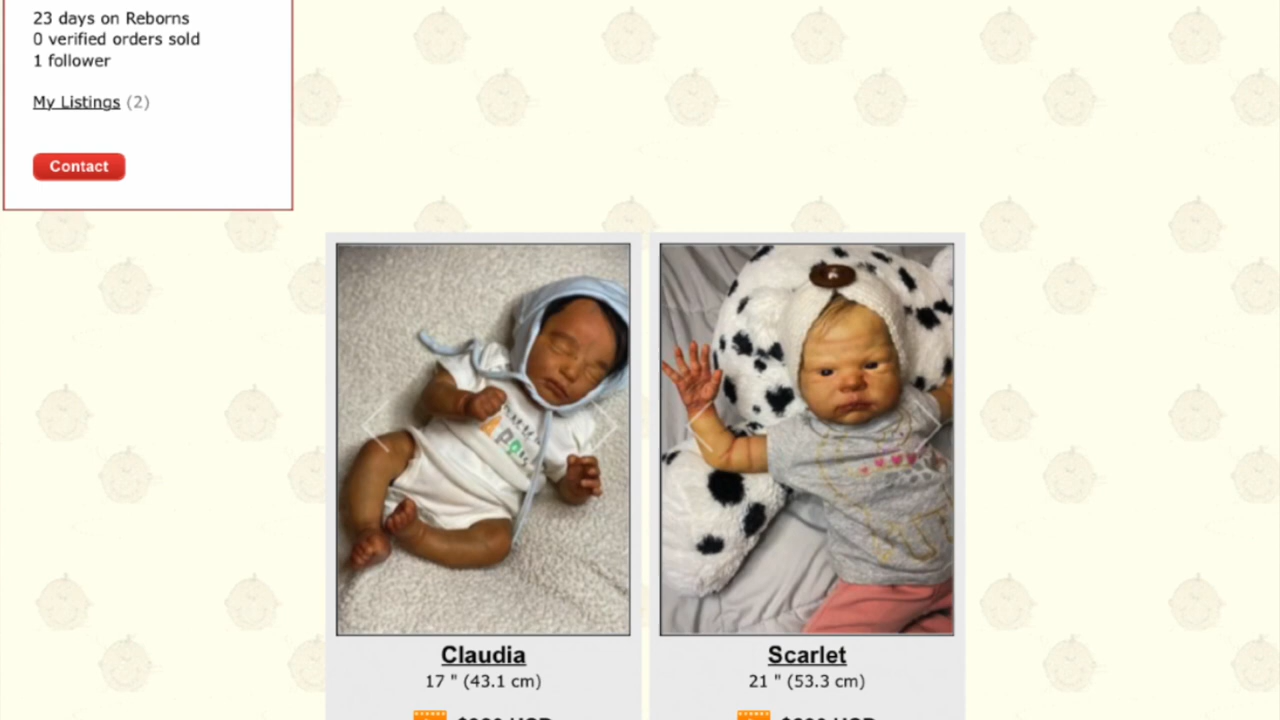 23 days on Reborns
0 verified orders sold
1 follower
My Listings (2)
Contact
Claudia
17 " (43.1 cm)
Scarlet
21 " (53.3 cm)